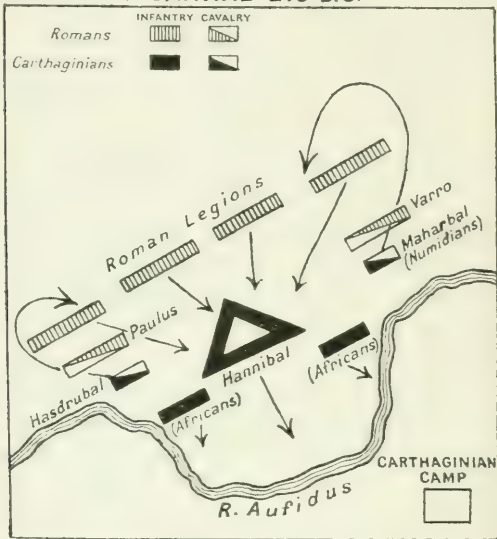 INFANTRY CAVALRY
Romans
Carthaginians
Roman Legions
Varro
Maharbal
(Numidians)
Paulus
Hannibal
Hasdrubal
(Africans)
(Africans)
R. Aufidus
CARTHAGINIAN
CAMP